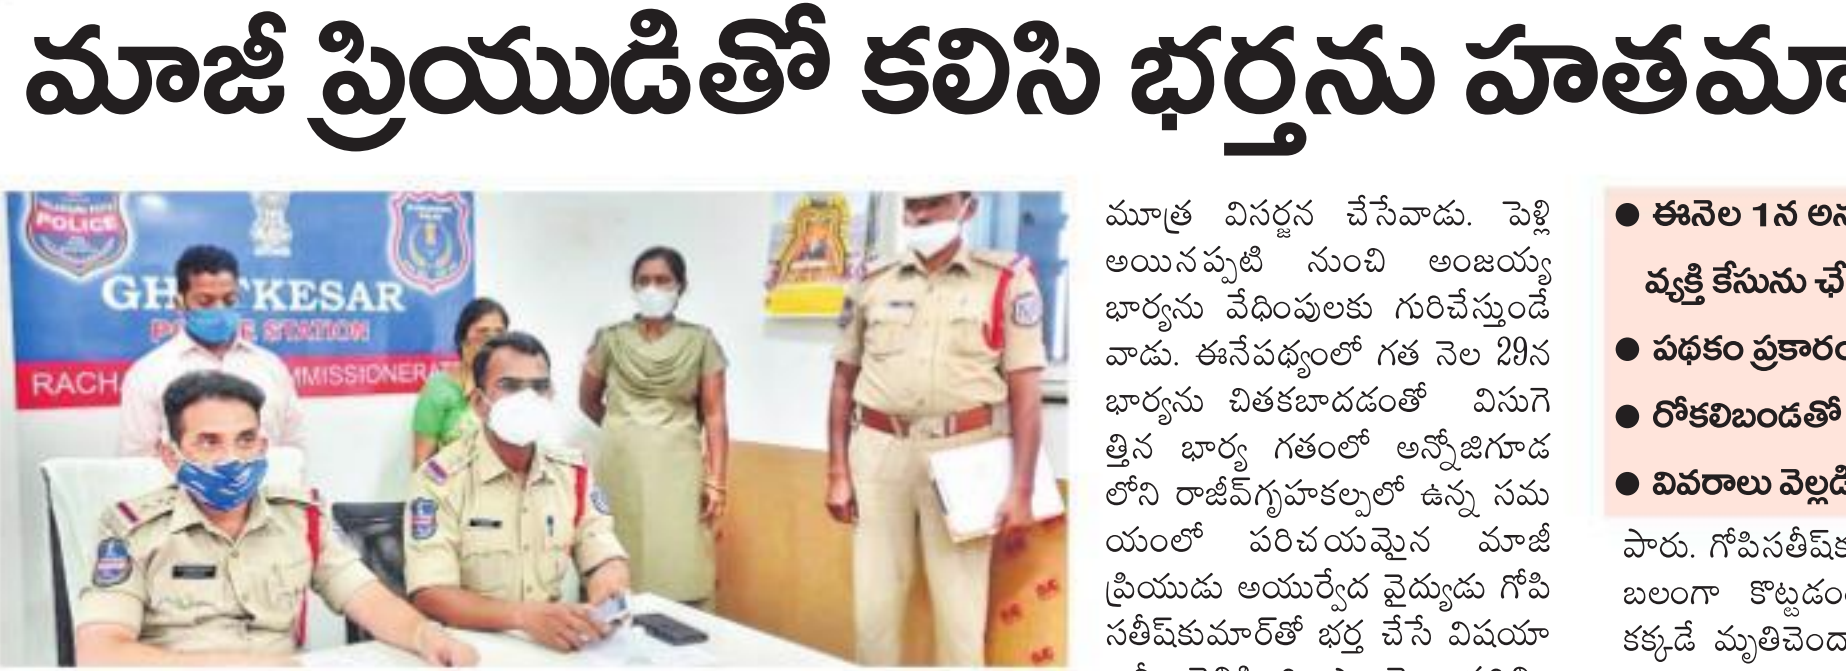 మాజీ ప్రియుడితో కలిసి భర్తను హతమా
POLICE
GHATKESAR
POLICE STATION
RACH MMISSIONERAT
మూత్ర విసర్జన చేసేవాడు. పెళ్లి
అయినప్పటి నుంచి అంజయ్య
భార్యను వేధింపులకు గురిచేస్తుండే
వాడు. ఈనేపథ్యంలో గత నెల 29న
భార్యను చితకబాదడంతో విసుగె
త్తిన భార్య గతంలో అన్నోజిగూడ
లోని రాజీవ్‌గృహకల్పలో ఉన్న సమ
యంలో పరిచయమైన మాజీ
ప్రియుడు అయుర్వేద వైద్యుడు గోపి
సతీష్‌కుమార్‌తో భర్త చేసే విషయా
● ఈనెల 1న అన
వ్యక్తి కేసును ఛే
● పథకం ప్రకారం
● రోకలిబండతో
● వివరాలు వెల్లడి
పారు. గోపిసతీష్‌క
బలంగా కొట్టడం
కక్కడే మృతిచెందా